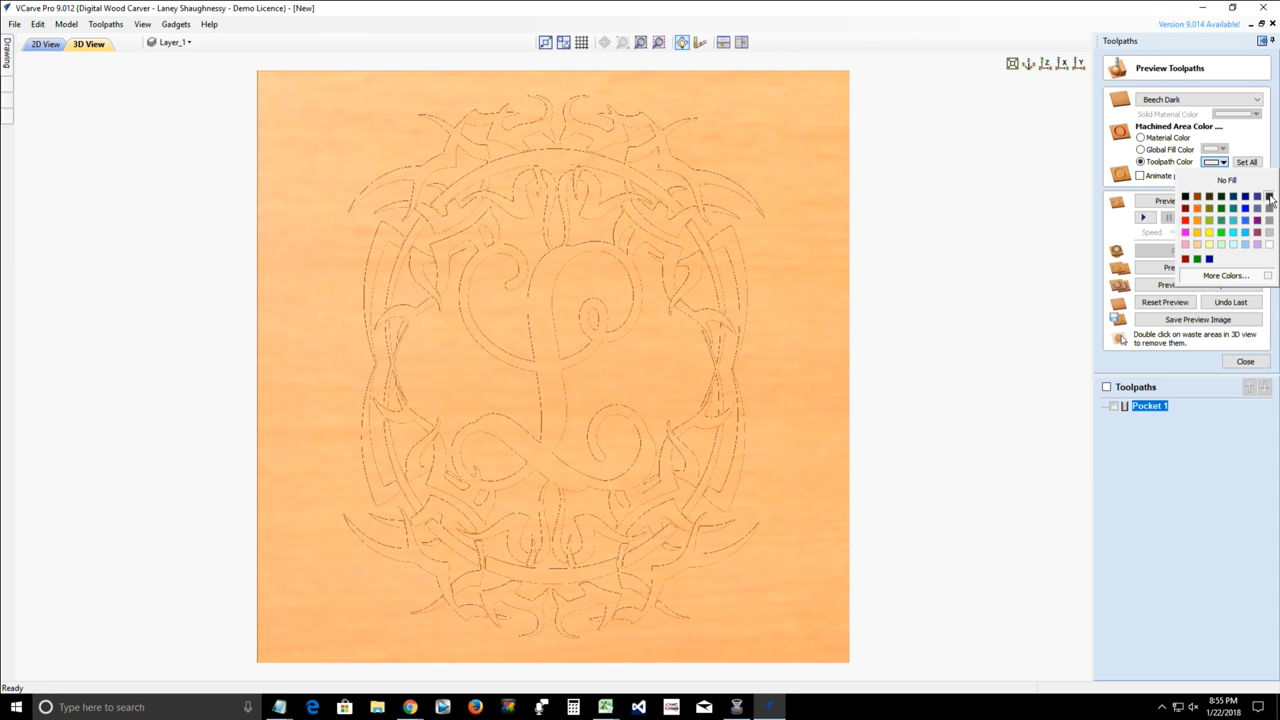 VCarve Pro 9.012 {Digital Wood Carver - Laney Shaughnessy - Demo Licence} - [New]
File Edit Model Toolpaths View Gadgets Help
Version 9.014 Available!
2D View 3D View Layer_1
Drawing
Toolpaths
Preview Toolpaths
Beech Dark
Solid Material Color
Machined Area Color ....
Material Color
Global Fill Color
Toolpath Color Set All
Animate
No Fill
Speed
More Colors...
Reset Preview Undo Last
Save Preview Image
Double click on waste areas in 3D view
to remove them.
Close
Toolpaths
Pocket 1
Z X Y
Ready
Type here to search
8:55 PM
1/22/2018